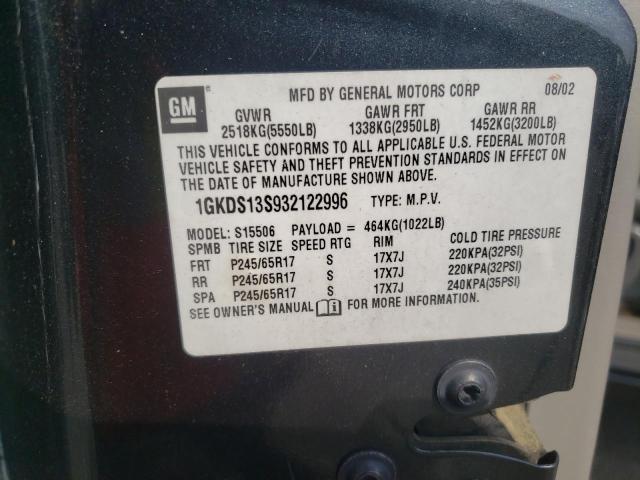 GM
MFD BY GENERAL MOTORS CORP 08/02
GVWR GAWR FRT GAWR RR
2518KG(5550LB) 1338KG(2950LB) 1452KG(3200LB)
THIS VEHICLE CONFORMS TO ALL APPLICABLE U.S. FEDERAL MOTOR
VEHICLE SAFETY AND THEFT PREVENTION STANDARDS IN EFFECT ON
THE DATE OF MANUFACTURE SHOWN ABOVE.
1GKDS13S932122996 TYPE: M.P.V.
MODEL: S15506 PAYLOAD = 464KG(1022LB)
SPMB TIRE SIZE SPEED RTG RIM COLD TIRE PRESSURE
FRT P245/65R17 S 17X7J 220KPA(32PSI)
RR P245/65R17 S 17X7J 220KPA(32PSI)
SPA P245/65R17 S 17X7J 240KPA(35PSI)
SEE OWNER'S MANUAL FOR MORE INFORMATION.